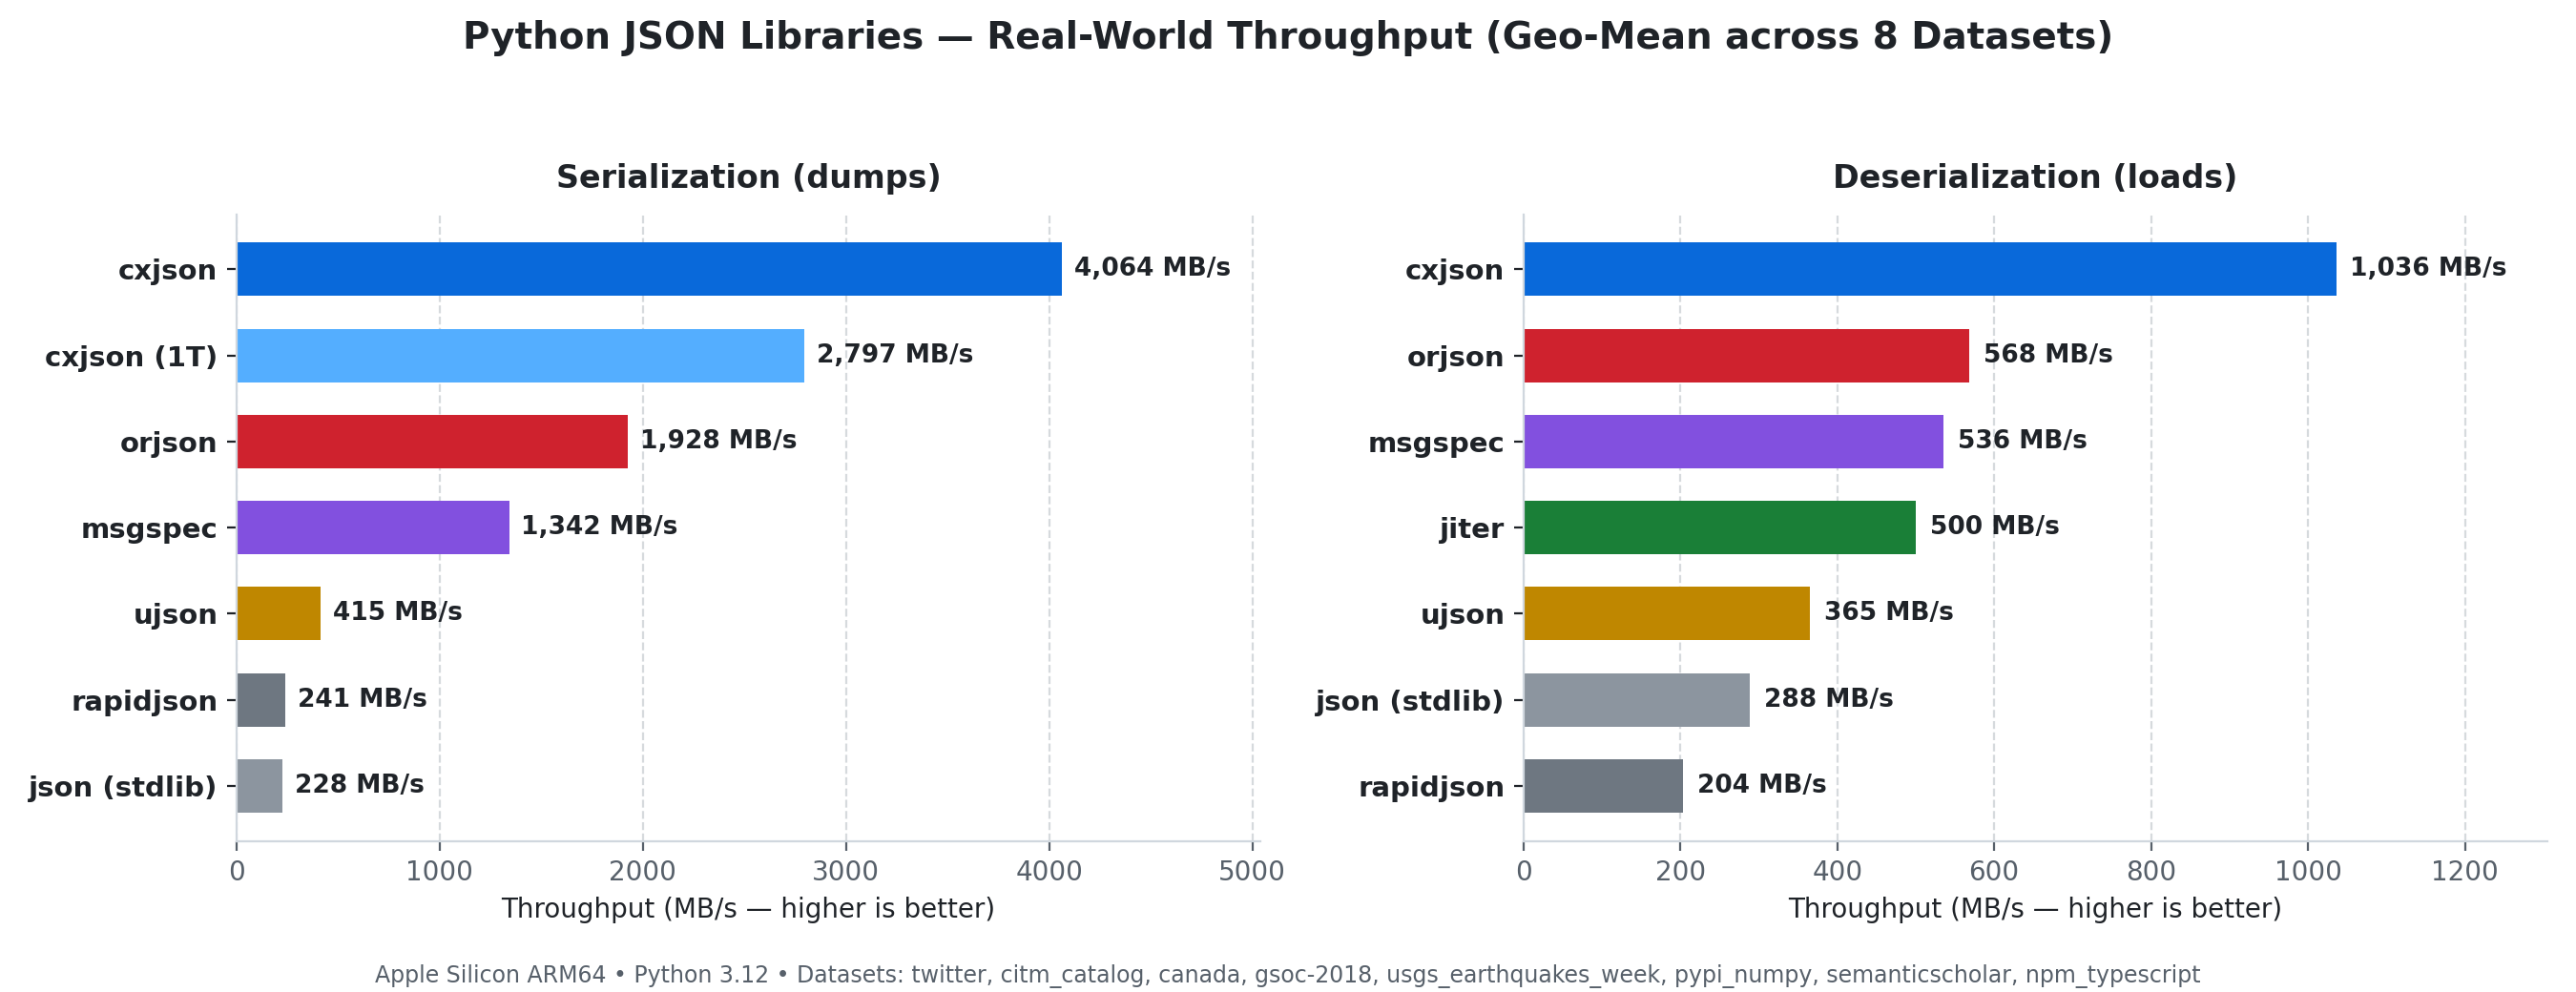 Python JSON Libraries — Real-World Throughput (Geo-Mean across 8 Datasets)
Serialization (dumps)
cxjson 4,064 MB/s
cxjson (1T) 2,797 MB/s
orjson 1,928 MB/s
msgspec 1,342 MB/s
ujson 415 MB/s
rapidjson 241 MB/s
json (stdlib) 228 MB/s
0 1000 2000 3000 4000 5000
Throughput (MB/s — higher is better)
Deserialization (loads)
cxjson 1,036 MB/s
orjson 568 MB/s
msgspec 536 MB/s
jiter 500 MB/s
ujson 365 MB/s
json (stdlib) 288 MB/s
rapidjson 204 MB/s
0 200 400 600 800 1000 1200
Throughput (MB/s — higher is better)
Apple Silicon ARM64 • Python 3.12 • Datasets: twitter, citm_catalog, canada, gsoc-2018, usgs_earthquakes_week, pypi_numpy, semanticscholar, npm_typescript